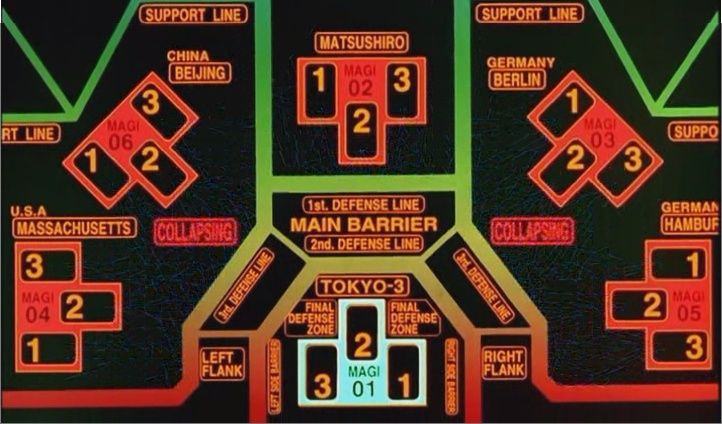 SUPPORT LINE
SUPPORT LINE
MATSUSHIRO
1
MAGI
02
3
2
CHINA
BEIJING
3
MAGI
06
1
2
GERMANY
BERLIN
1
MAGI
03
2
3
RT LINE
SUPPO
U.S.A
MASSACHUSETTS
3
MAGI
04
2
1
COLLAPSING
1st. DEFENSE LINE
MAIN BARRIER
2nd. DEFENSE LINE
COLLAPSING
GERMAN
HAMBUR
1
2
MAGI
05
3
3rd. DEFENSE LINE
3rd. DEFENSE LINE
TOKYO-3
FINAL
DEFENSE
ZONE
FINAL
DEFENSE
ZONE
2
MAGI
01
3
1
LEFT
FLANK
LEFT SIDE BARRIER
RIGHT SIDE BARRIER
RIGHT
FLANK